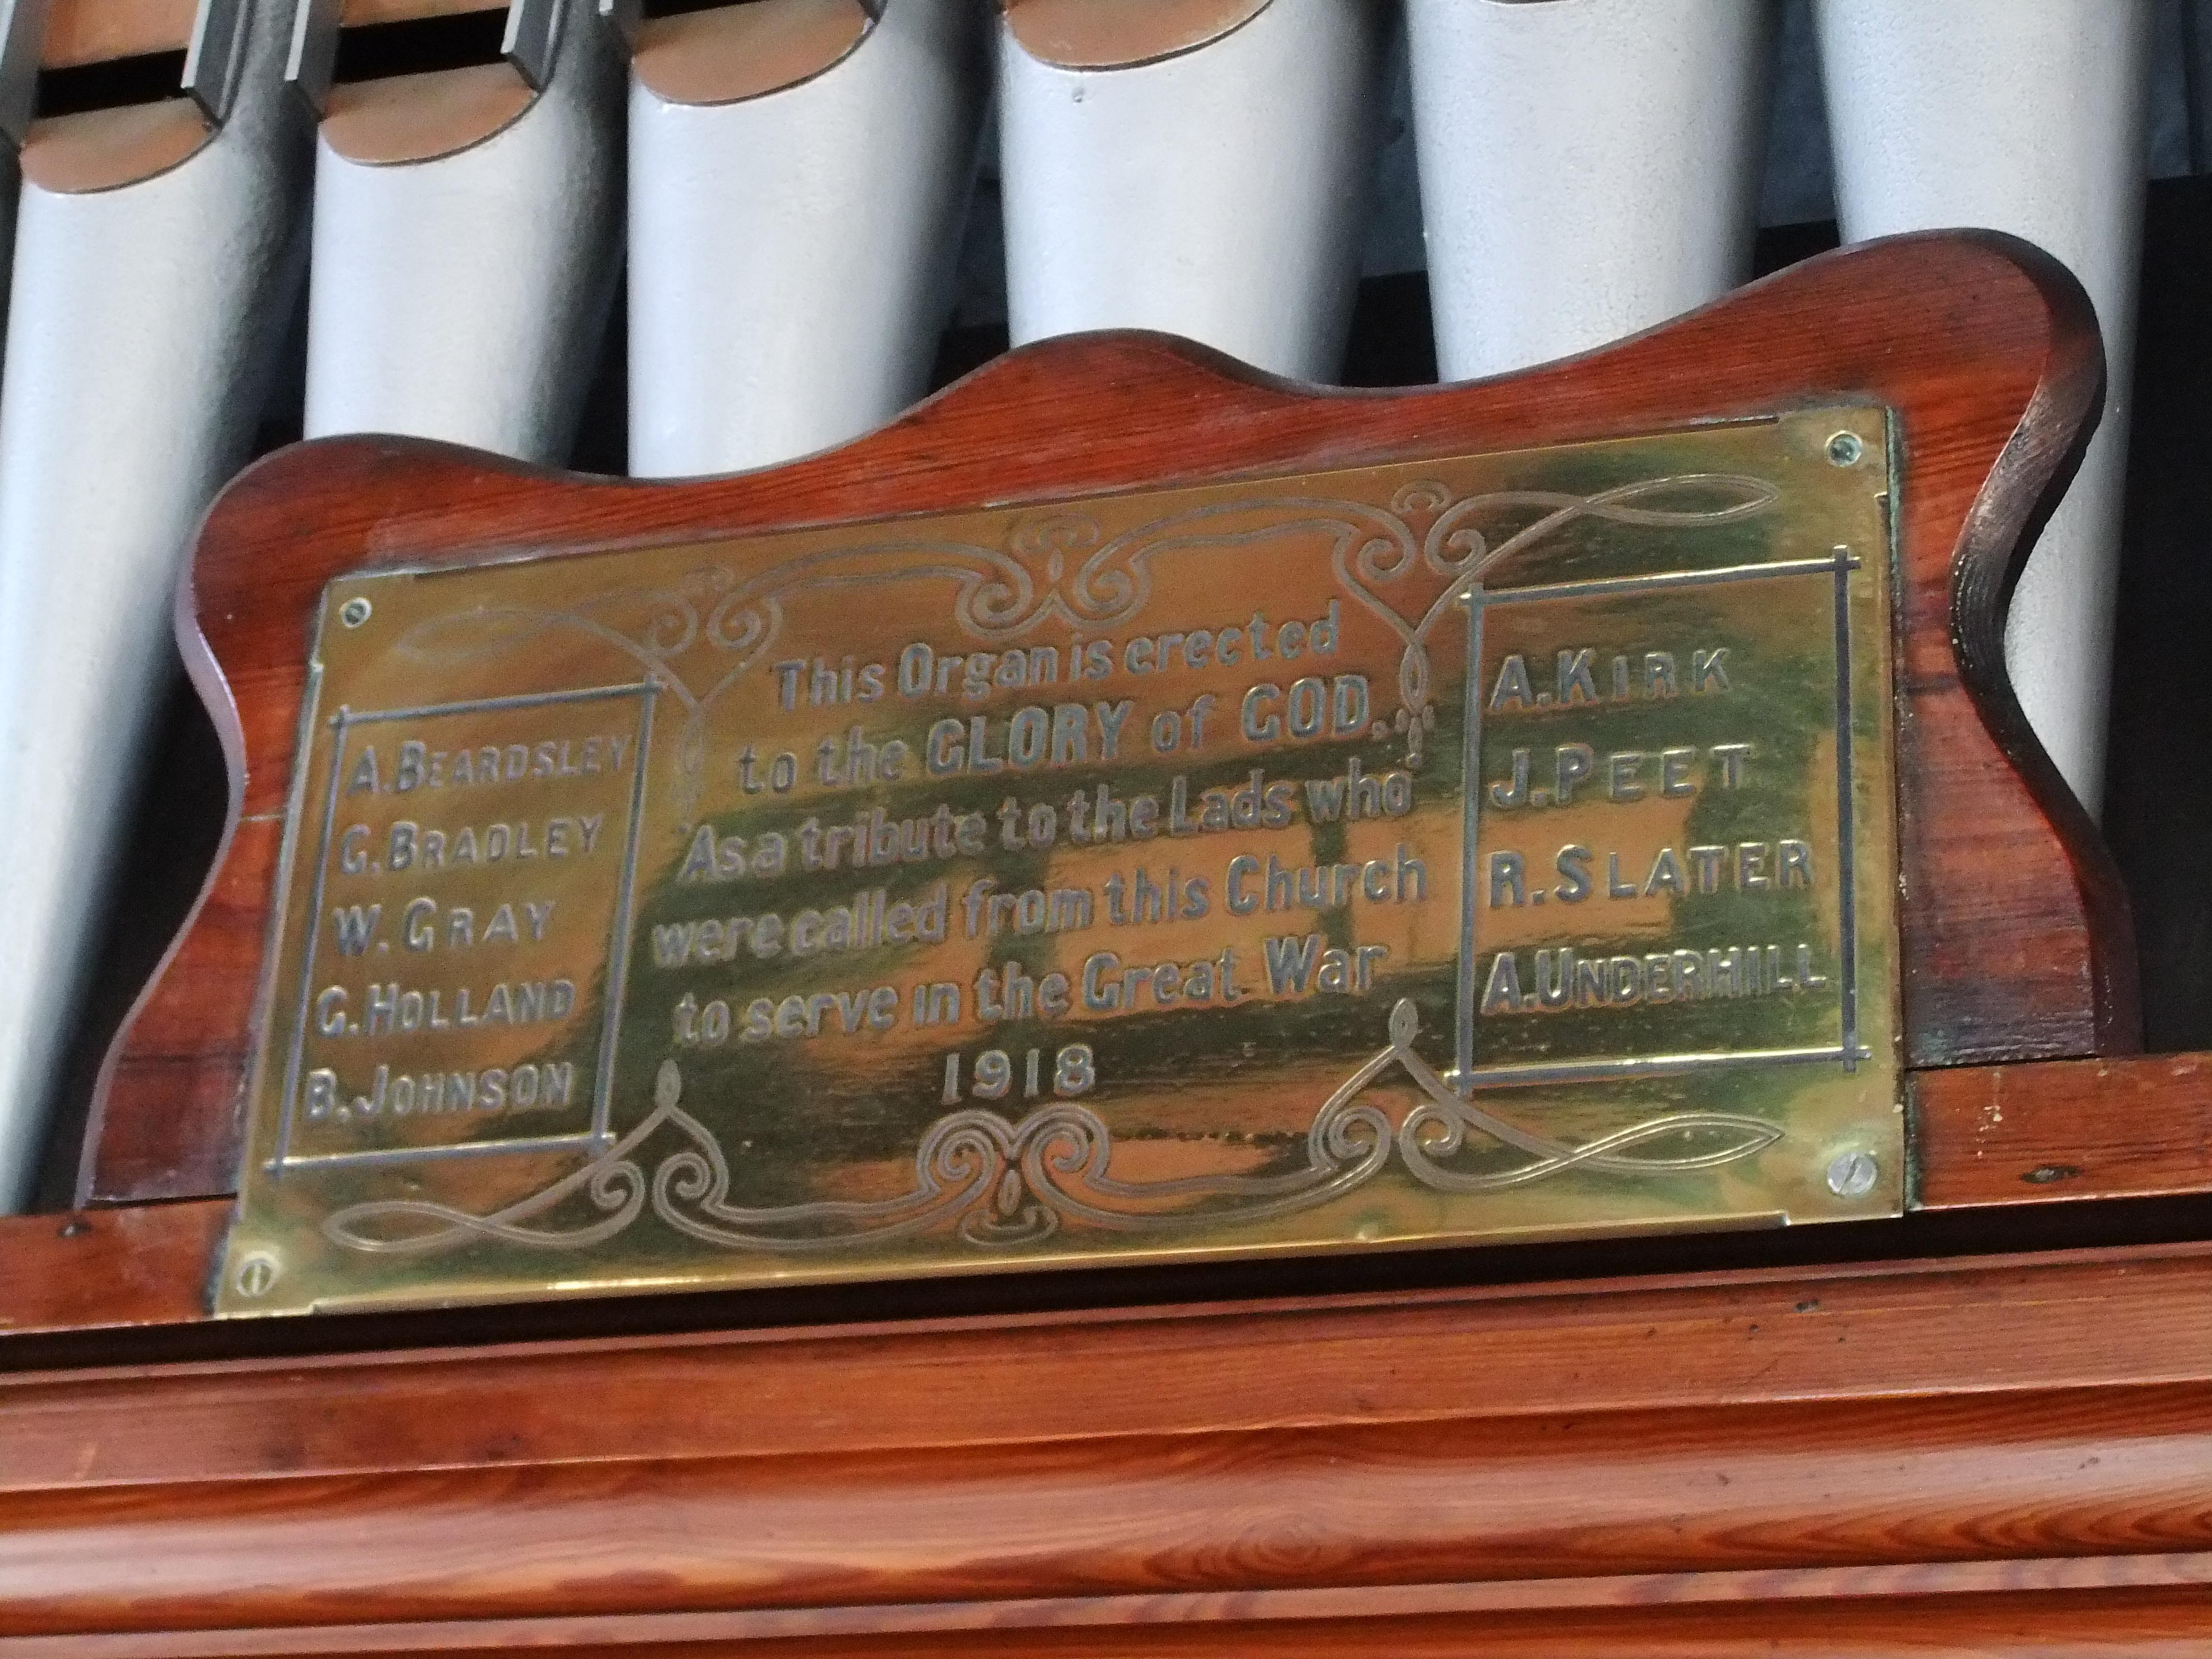 A. BEARDSLEY
G. BRADLEY
W. GRAY
G. HOLLAND
B. JOHNSON
This Organ is erected
to the GLORY of GOD.
As a tribute to the Lads who
were called from this Church
to serve in the Great War
1918
A. KIRK
J. PEET
R. SLATER
A. UNDERHILL